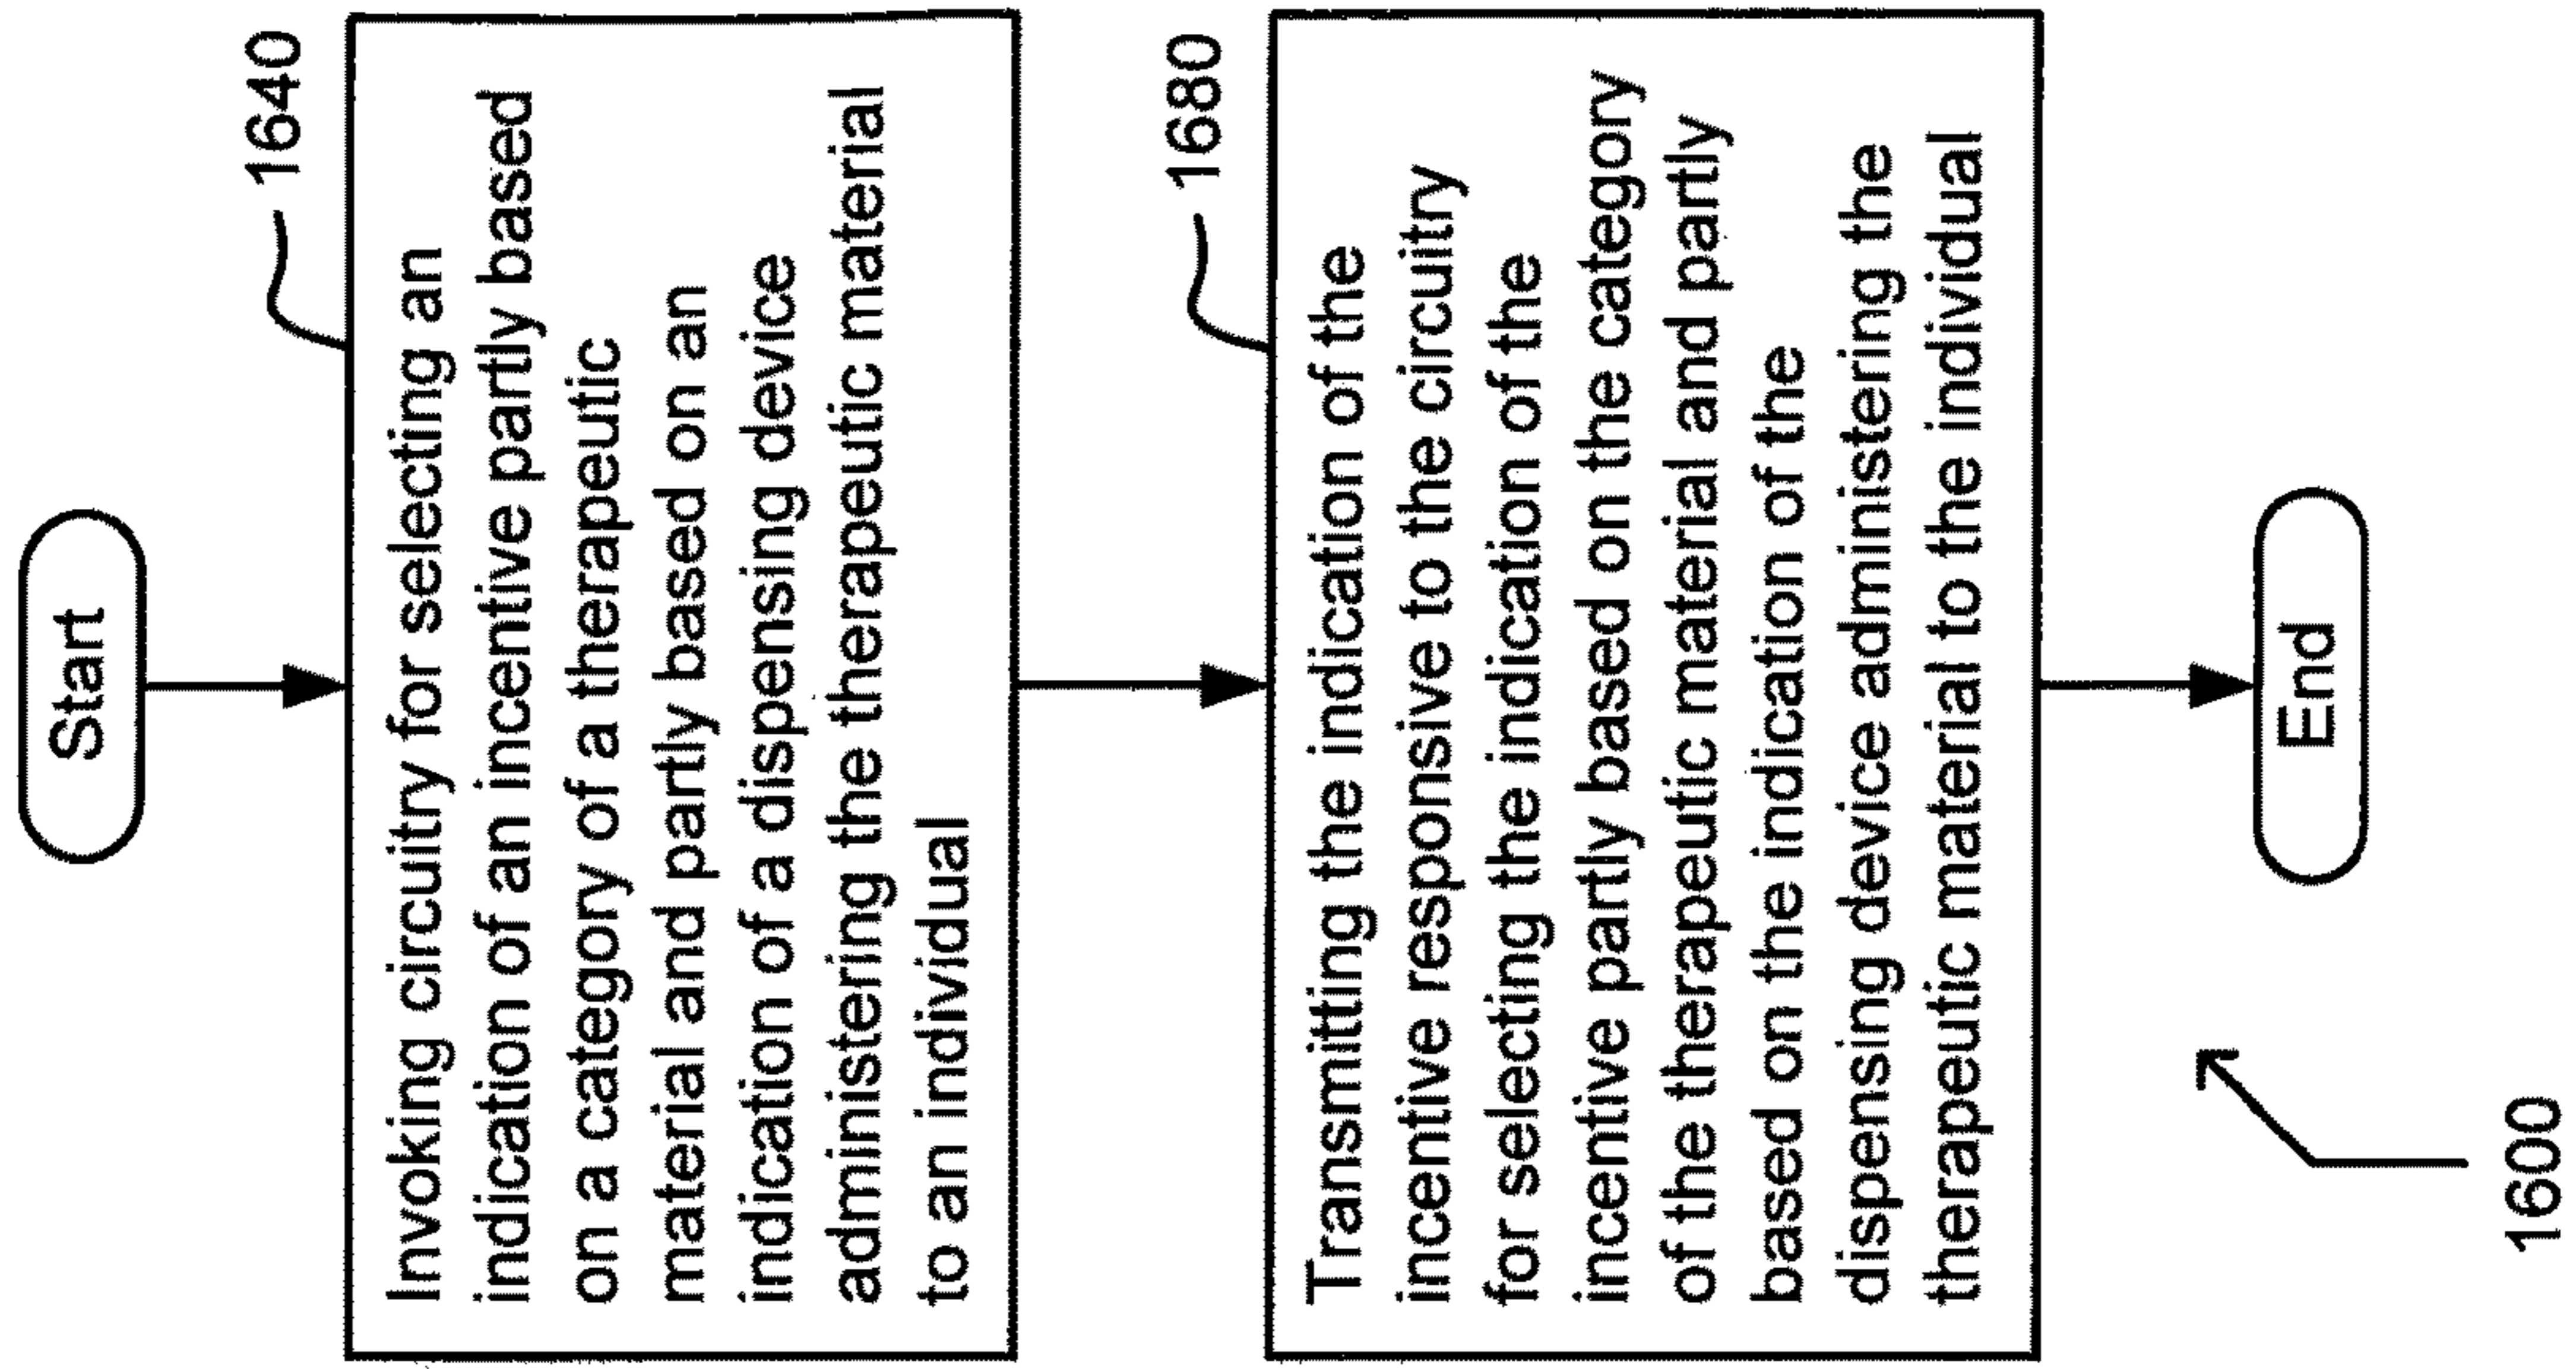 Start
1640
Invoking circuitry for selecting an
indication of an incentive partly based
on a category of a therapeutic
material and partly based on an
indication of a dispensing device
administering the therapeutic material
to an individual
1680
Transmitting the indication of the
incentive responsive to the circuitry
for selecting the indication of the
incentive partly based on the category
of the therapeutic material and partly
based on the indication of the
dispensing device administering the
therapeutic material to the individual
End
1600